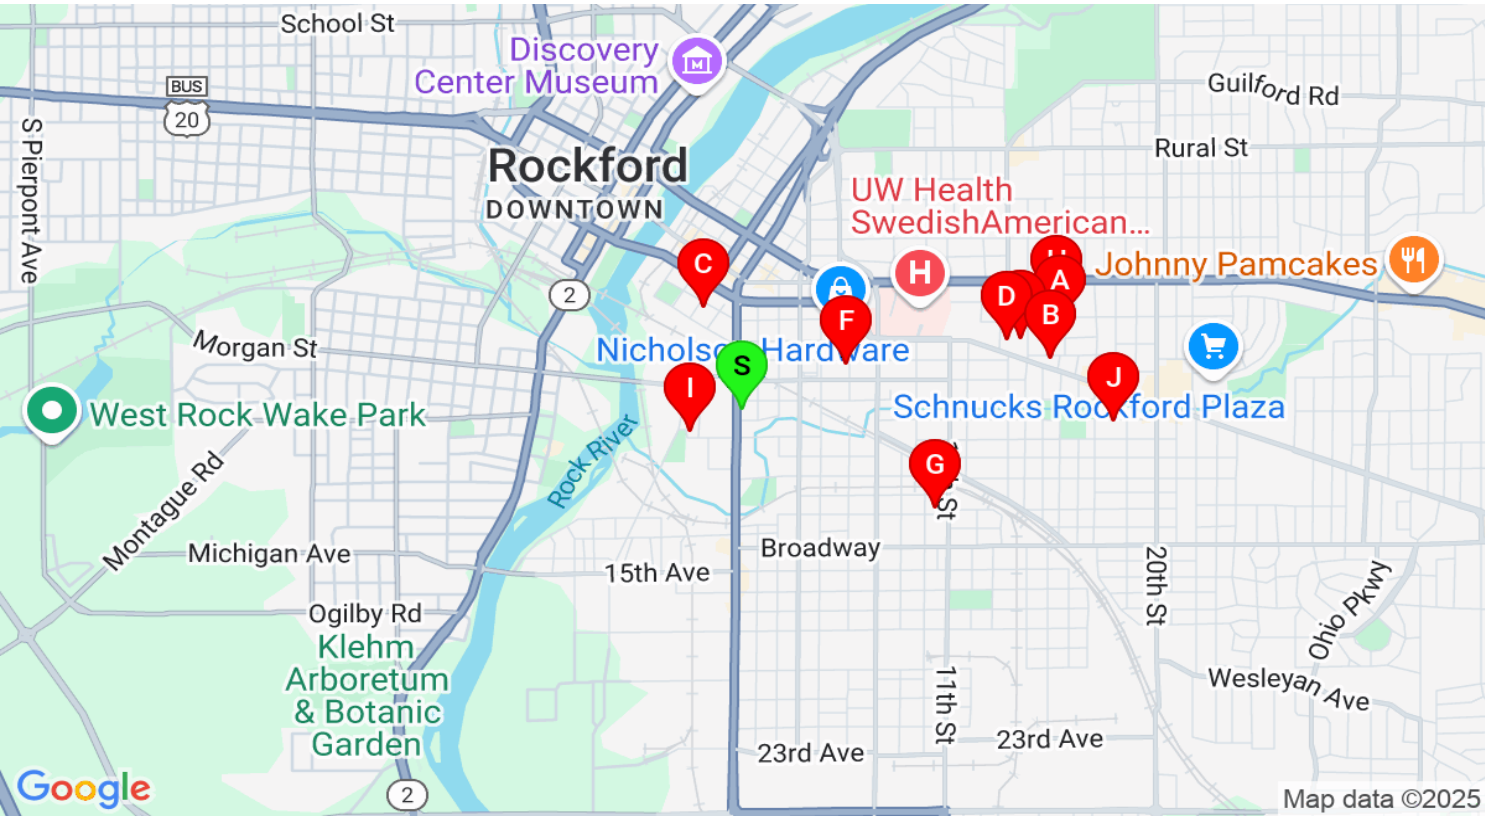 School St
Discovery
Center Museum
BUS
20
Guilford Rd
S Pierpont Ave
Rural St
Rockford
DOWNTOWN
UW Health
SwedishAmerican...
H
Johnny Pamcakes
C
A
D
B
2
F
Morgan St
Nicholson Hardware
S
I
J
West Rock Wake Park
Schnucks Rockford Plaza
Rock River
G
Montague Rd
Michigan Ave
Broadway
15th Ave
20th St
Ohio Pkwy
Ogilby Rd
Klehm
Arboretum
& Botanic
Garden
11th St
Wesleyan Ave
23rd Ave
23rd Ave
2
Google
Map data ©2025